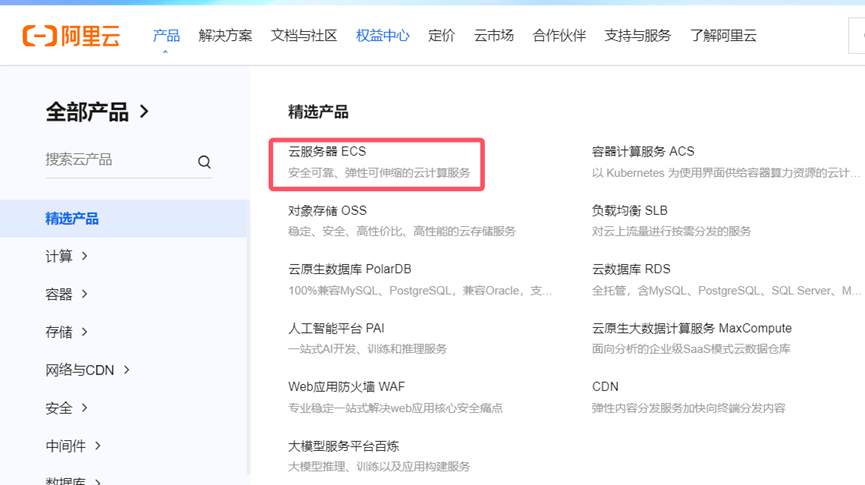 阿里云
产品 解决方案 文档与社区 权益中心 定价 云市场 合作伙伴 支持与服务 了解阿里云
全部产品
搜索云产品
精选产品
计算
容器
存储
网络与CDN
安全
中间件
数据库
精选产品
云服务器 ECS
安全可靠、弹性可伸缩的云计算服务
容器计算服务 ACS
以 Kubernetes 为使用界面供给容器算力资源的云计...
对象存储 OSS
稳定、安全、高性价比、高性能的云存储服务
负载均衡 SLB
对云上流量进行按需分发的服务
云原生数据库 PolarDB
100%兼容MySQL、PostgreSQL，兼容Oracle，支...
云数据库 RDS
全托管，含MySQL、PostgreSQL、SQL Server、M...
人工智能平台 PAI
一站式AI开发、训练和推理服务
云原生大数据计算服务 MaxCompute
面向分析的企业级SaaS模式云数据仓库
Web应用防火墙 WAF
专业稳定一站式解决web应用核心安全痛点
CDN
弹性内容分发服务加快向终端分发内容
大模型服务平台百炼
大模型推理、训练以及应用构建服务